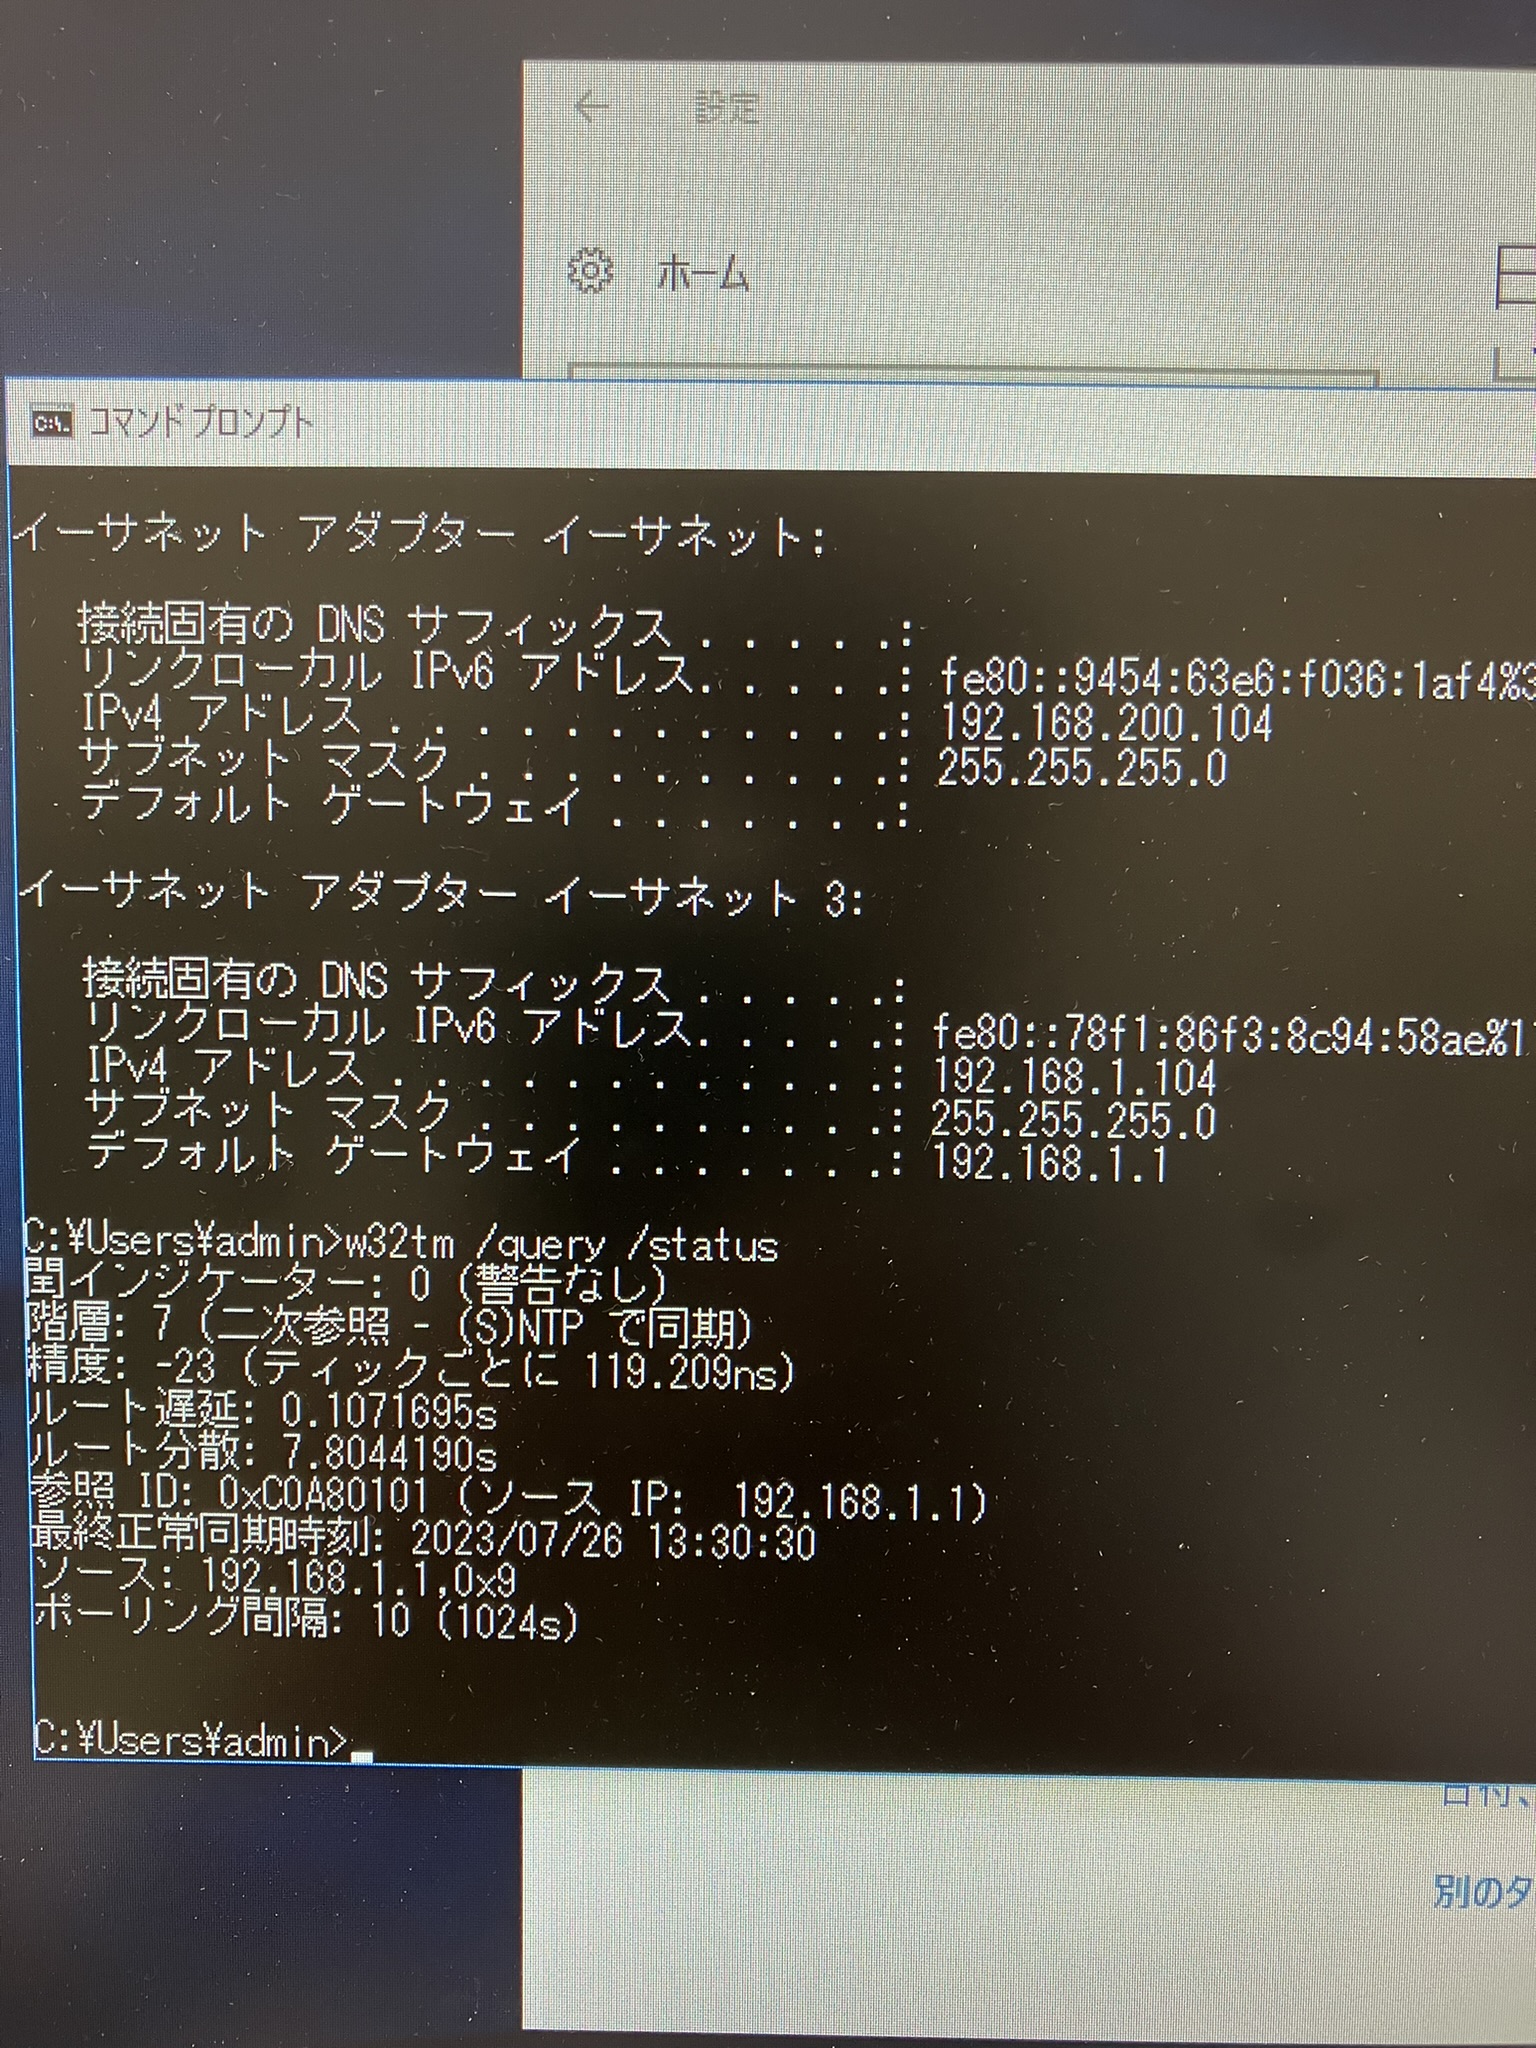 設定
ホーム
コマンド プロンプト
イーサネット アダプター イーサネット:
接続固有の DNS サフィックス . . . . .:
リンクローカル IPv6 アドレス. . . . .: fe80::9454:63e6:f036:1af4%3
IPv4 アドレス . . . . . . . . . . . .: 192.168.200.104
サブネット マスク . . . . . . . . . .: 255.255.255.0
デフォルト ゲートウェイ . . . . . . .:
イーサネット アダプター イーサネット 3:
接続固有の DNS サフィックス . . . . .:
リンクローカル IPv6 アドレス. . . . .: fe80::78f1:86f3:8c94:58ae%1
IPv4 アドレス . . . . . . . . . . . .: 192.168.1.104
サブネット マスク . . . . . . . . . .: 255.255.255.0
デフォルト ゲートウェイ . . . . . . .: 192.168.1.1
C:¥Users¥admin>w32tm /query /status
閏インジケーター: 0 (警告なし)
階層: 7 (二次参照 - (S)NTP で同期)
精度: -23 (ティックごとに 119.209ns)
ルート遅延: 0.1071695s
ルート分散: 7.8044190s
参照 ID: 0xC0A80101 (ソース IP:  192.168.1.1)
最終正常同期時刻: 2023/07/26 13:30:30
ソース: 192.168.1.1,0x9
ポーリング間隔: 10 (1024s)
C:¥Users¥admin>
日付、
別のタ